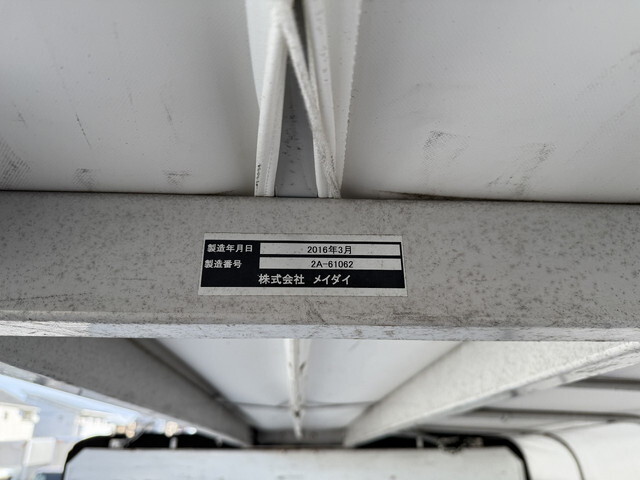 製造年月日 2016年3月
製造番号 2A-61062
株式会社 メイダイ